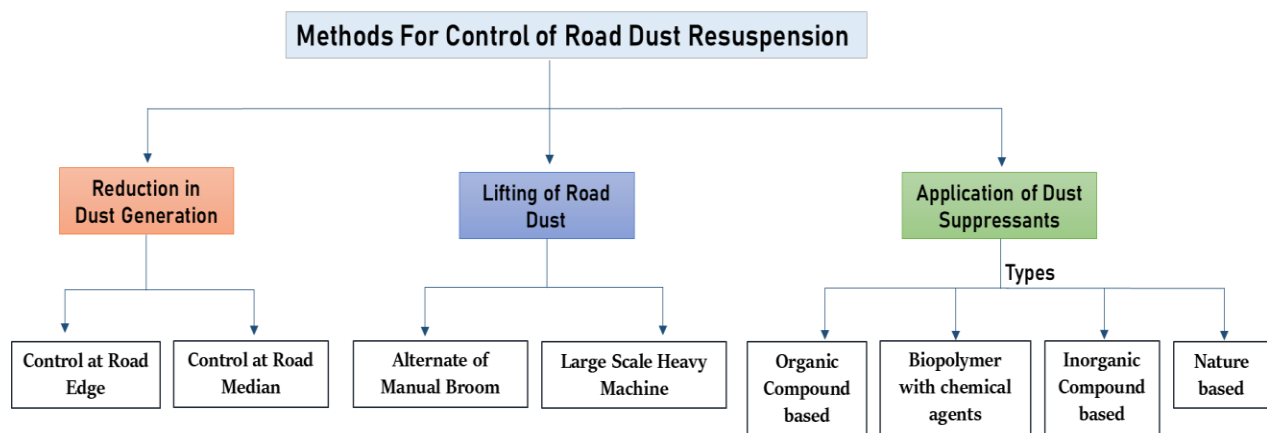 Methods For Control of Road Dust Resuspension
Reduction in
Dust Generation
Lifting of Road
Dust
Application of Dust
Suppressants
Types
Control at Road
Edge
Control at Road
Median
Alternate of
Manual Broom
Large Scale Heavy
Machine
Organic
Compound
based
Biopolymer
with chemical
agents
Inorganic
Compound
based
Nature
based